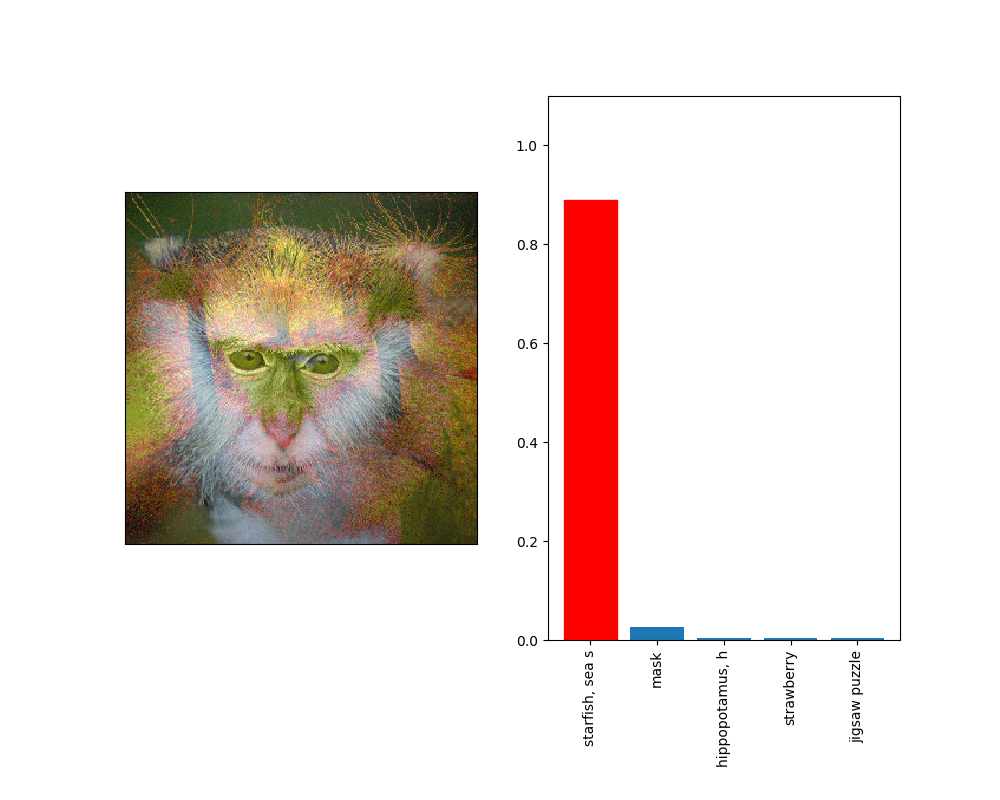 1.0
0.8
0.6
0.4
0.2
0.0
starfish, sea s
mask
hippopotamus, h
strawberry
jigsaw puzzle